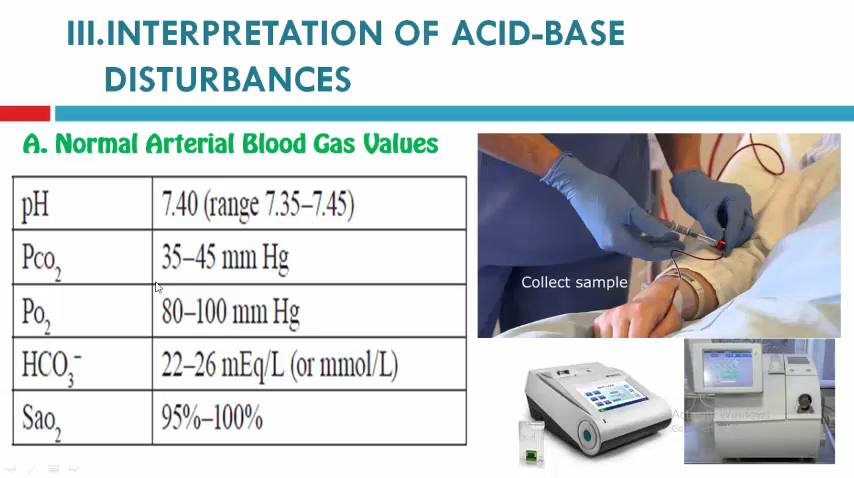 III.INTERPRETATION OF ACID-BASE
DISTURBANCES
A. Normal Arterial Blood Gas Values
pH 7.40 (range 7.35–7.45)
Pco₂ 35–45 mm Hg
Po₂ 80–100 mm Hg
HCO₃⁻ 22–26 mEq/L (or mmol/L)
Sao₂ 95%–100%
Collect sample
Activate Windows